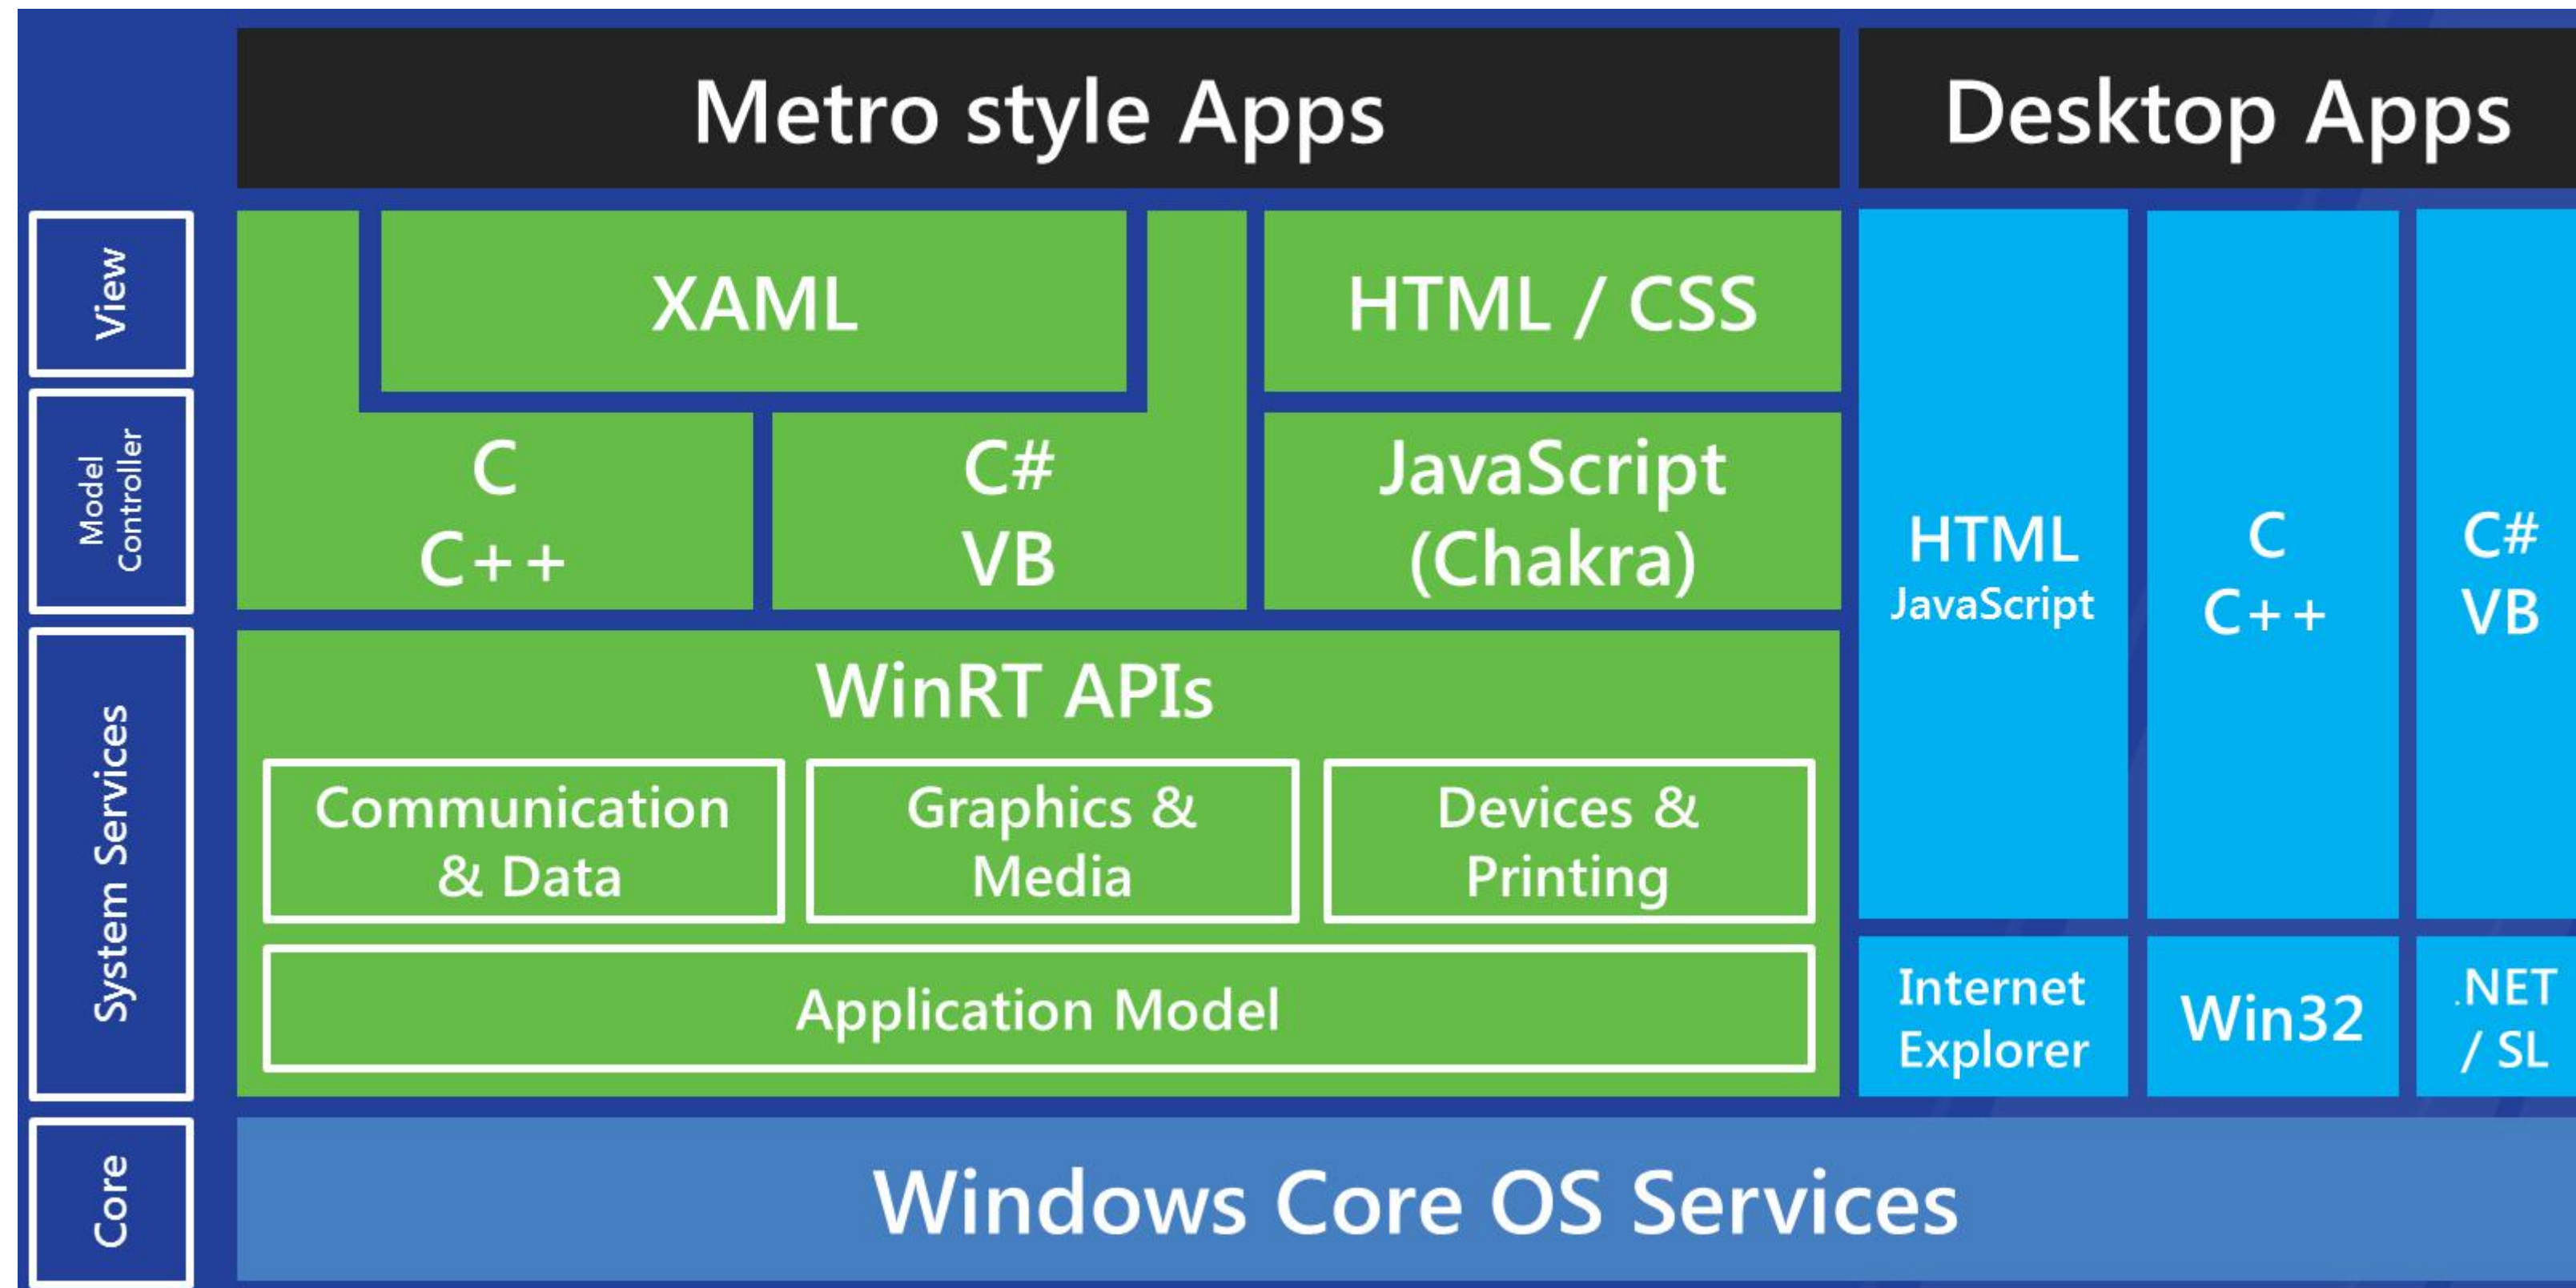 Metro style Apps
Desktop Apps
View
XAML
HTML / CSS
Model
Controller
C
C++
C#
VB
JavaScript
(Chakra)
HTML
JavaScript
C
C++
C#
VB
System Services
WinRT APIs
Communication
& Data
Graphics &
Media
Devices &
Printing
Application Model
Internet
Explorer
Win32
.NET
/ SL
Core
Windows Core OS Services